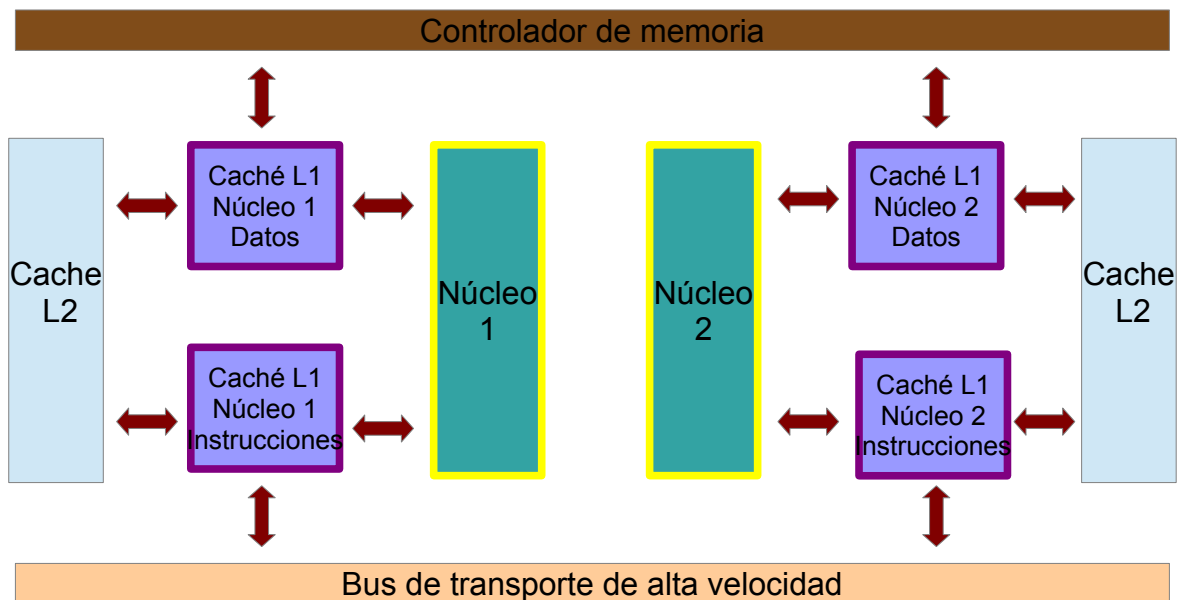 Controlador de memoria
Caché L1
Núcleo 1
Datos
Caché L1
Núcleo 2
Datos
Cache
L2
Núcleo
1
Núcleo
2
Cache
L2
Caché L1
Núcleo 1
Instrucciones
Caché L1
Núcleo 2
Instrucciones
Bus de transporte de alta velocidad